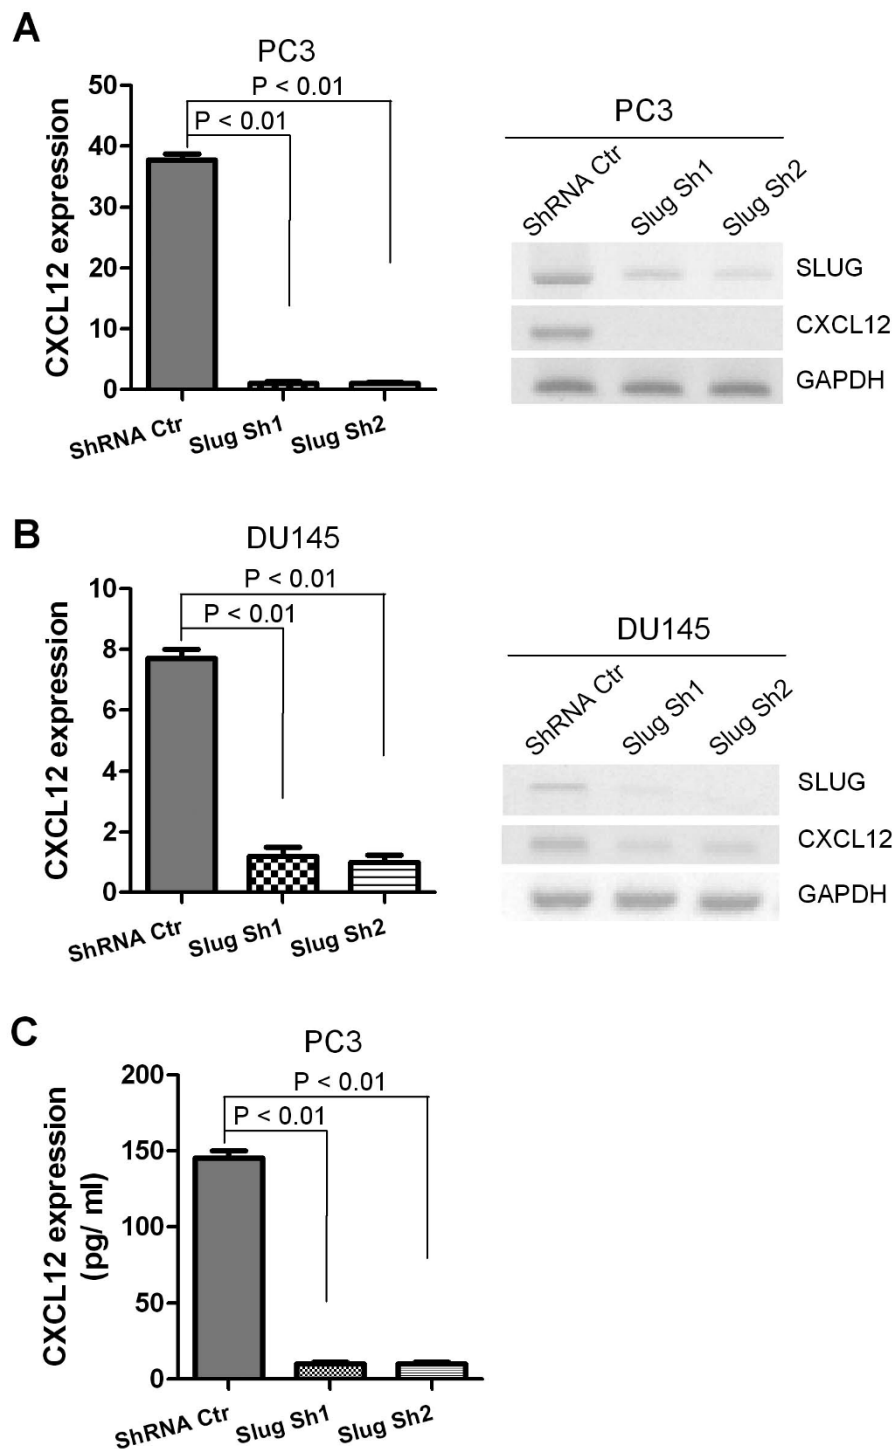 A
PC3
CXCL12 expression
50
40
30
20
10
0
P < 0.01
P < 0.01
ShRNA Ctr
Slug Sh1
Slug Sh2
PC3
ShRNA Ctr
Slug Sh1
Slug Sh2
SLUG
CXCL12
GAPDH
B
DU145
CXCL12 expression
10
8
6
4
2
0
P < 0.01
P < 0.01
ShRNA Ctr
Slug Sh1
Slug Sh2
DU145
ShRNA Ctr
Slug Sh1
Slug Sh2
SLUG
CXCL12
GAPDH
C
PC3
CXCL12 expression
(pg/ ml)
200
150
100
50
0
P < 0.01
P < 0.01
ShRNA Ctr
Slug Sh1
Slug Sh2